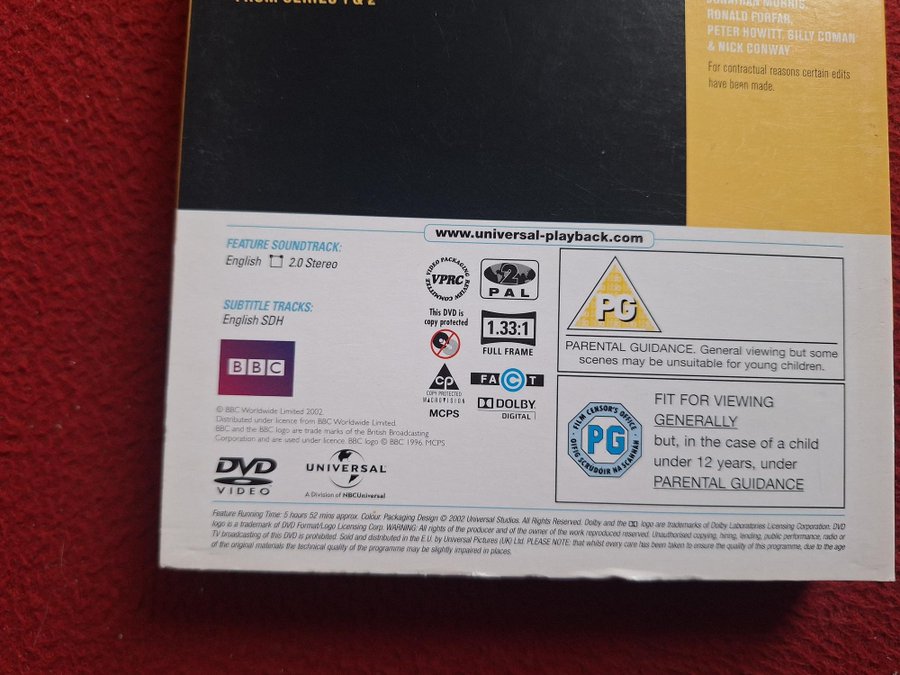 FROM SERIES 1 & 2
JONATHAN MORRIS,
RONALD FORFAR,
PETER HOWITT, GILLY COMAN
& NICK CONWAY
For contractual reasons certain edits
have been made.
www.universal-playback.com
FEATURE SOUNDTRACK:
English 2.0 Stereo
SUBTITLE TRACKS:
English SDH
BBC
© BBC Worldwide Limited 2002.
Distributed under licence from BBC Worldwide Limited.
BBC and the BBC logo are trade marks of the British Broadcasting
Corporation and are used under licence. BBC logo © BBC 1996 MCPS
DVD
VIDEO
UNIVERSAL
A Division of NBCUniversal
VIDEO PACKAGING REVIEW COMMITTEE
VPRC
This DVD is
copy protected
CP
COPY PROTECTED
MACROVISION
MCPS
2
PAL
1.33:1
FULL FRAME
FACT
DOLBY
DIGITAL
PG
PARENTAL GUIDANCE. General viewing but some
scenes may be unsuitable for young children.
FILM CENSOR'S OFFICE
PG
OIFIG SCRÚDÓIR NA SCANNÁN
FIT FOR VIEWING
GENERALLY
but, in the case of a child
under 12 years, under
PARENTAL GUIDANCE
Feature Running Time: 5 hours 52 mins approx. Colour. Packaging Design © 2002 Universal Studios. All Rights Reserved. Dolby and the logo are trademarks of Dolby Laboratories Licensing Corporation. DVD
logo is a trademark of DVD Format/Logo Licensing Corp. WARNING: All rights of the producer and of the owner of the work reproduced reserved. Unauthorised copying, hiring, lending, public performance, radio or
TV broadcasting of this DVD is prohibited. Sold and distributed in the E.U. by Universal Pictures (UK) Ltd. PLEASE NOTE: that whilst every care has been taken to ensure the quality of this programme, due to the age
of the original materials the technical quality of the programme may be slightly impaired in places.